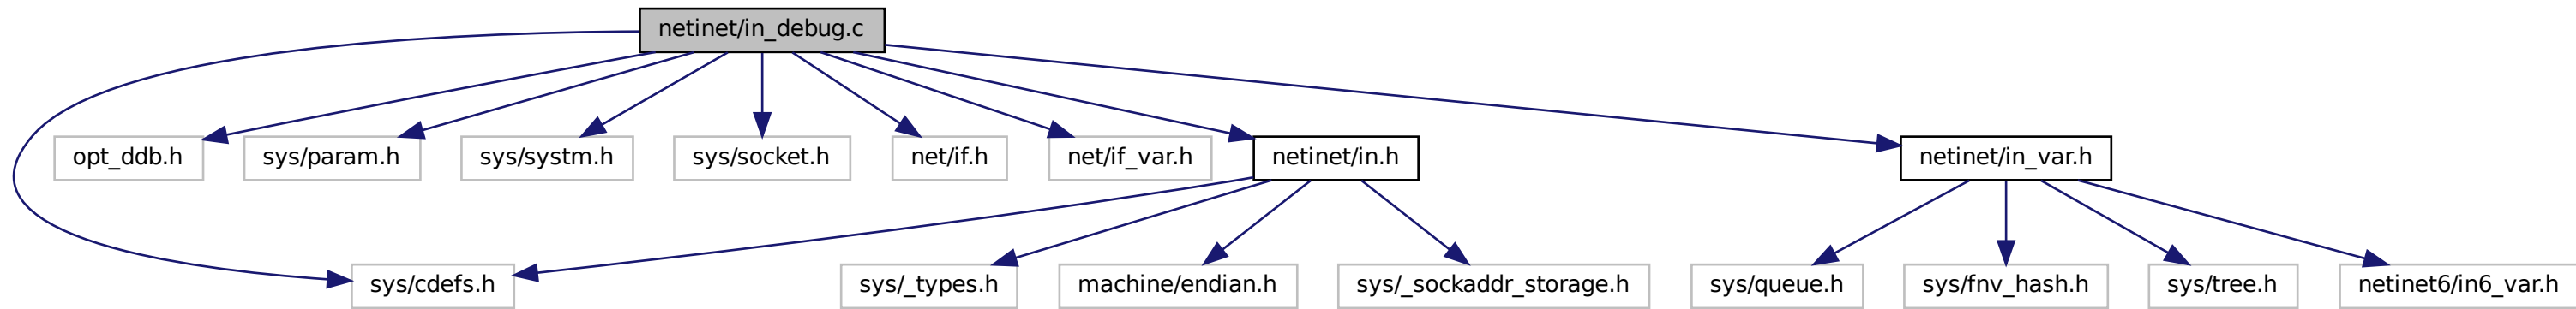 netinet/in_debug.c
opt_ddb.h
sys/param.h
sys/systm.h
sys/socket.h
net/if.h
net/if_var.h
netinet/in.h
netinet/in_var.h
sys/cdefs.h
sys/_types.h
machine/endian.h
sys/_sockaddr_storage.h
sys/queue.h
sys/fnv_hash.h
sys/tree.h
netinet6/in6_var.h